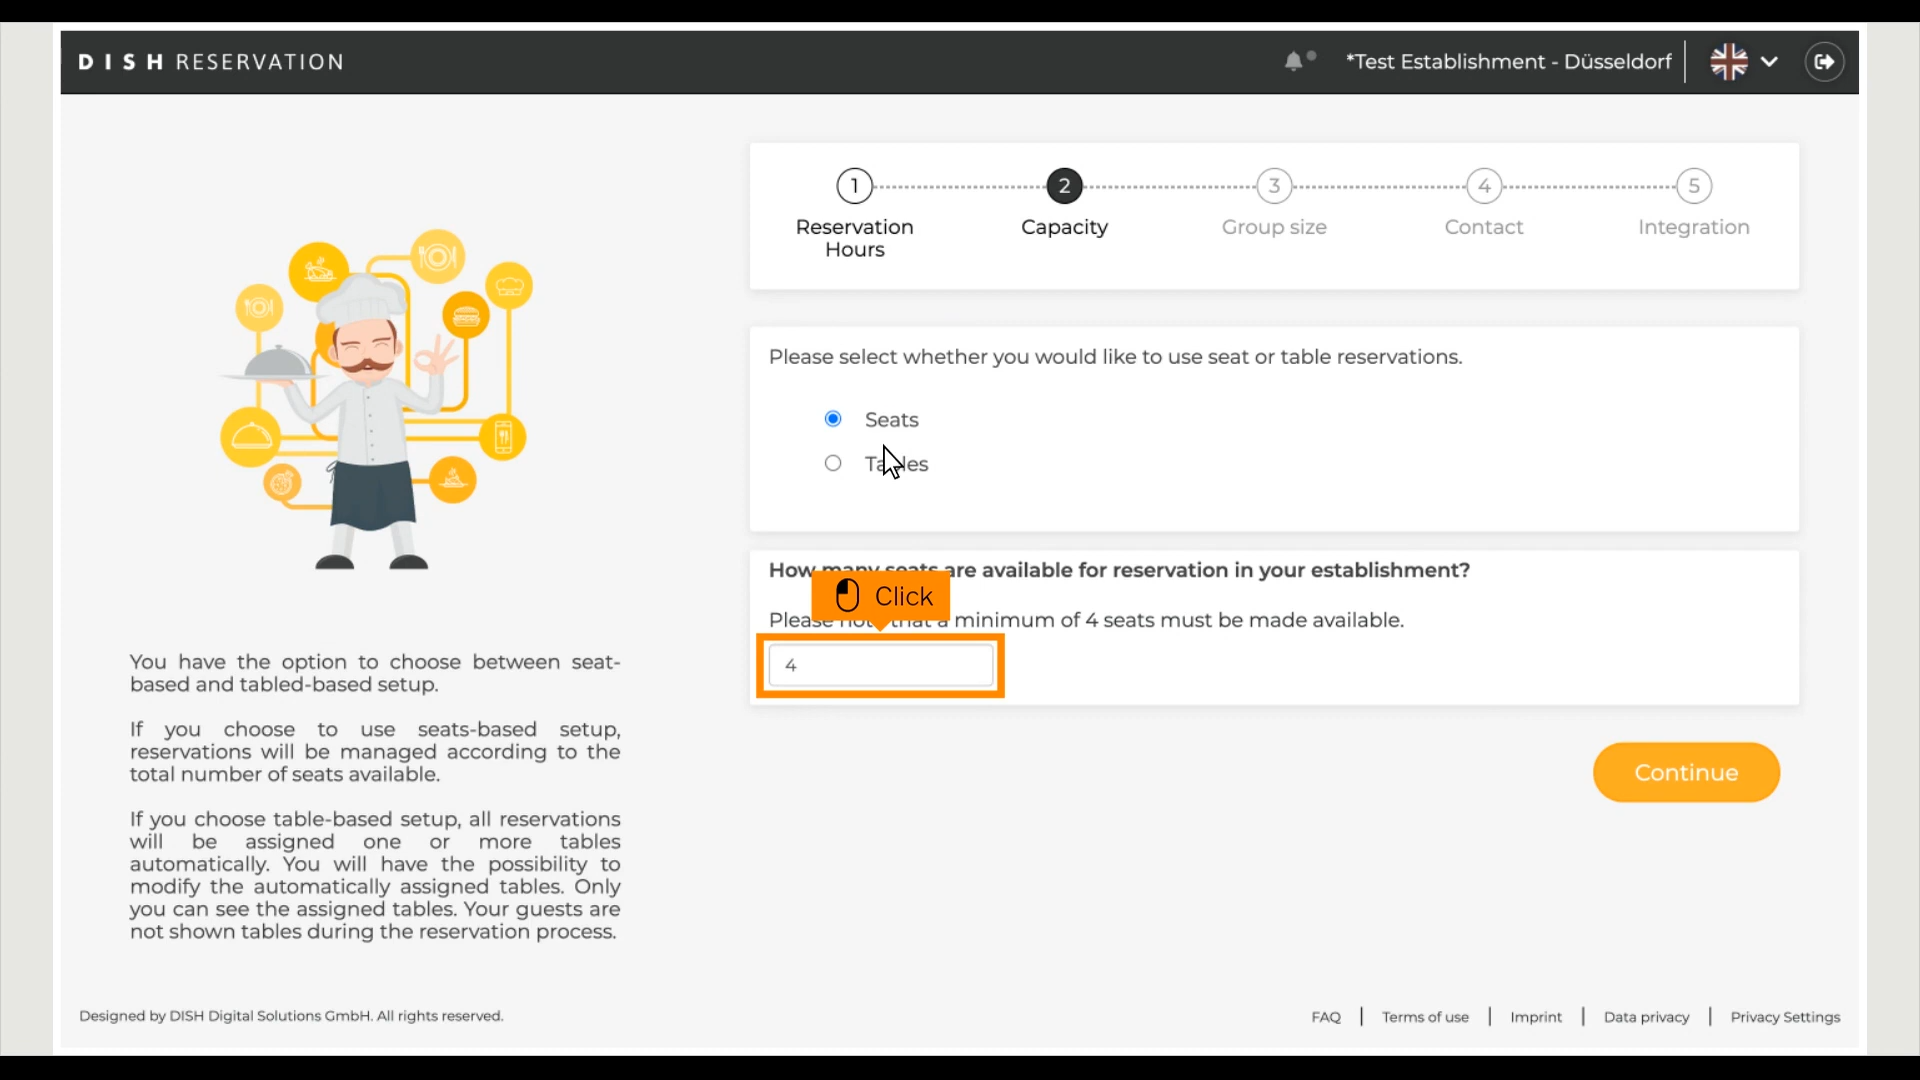 DISH RESERVATION
*Test Establishment - Düsseldorf
1
2
3
4
5
Reservation
Hours
Capacity
Group size
Contact
Integration
Please select whether you would like to use seat or table reservations.
Seats
Tables
How many seats are available for reservation in your establishment?
Click
Please note that a minimum of 4 seats must be made available.
4
Continue
You have the option to choose between seat-
based and tabled-based setup.
If you choose to use seats-based setup,
reservations will be managed according to the
total number of seats available.
If you choose table-based setup, all reservations
will be assigned one or more tables
automatically. You will have the possibility to
modify the automatically assigned tables. Only
you can see the assigned tables. Your guests are
not shown tables during the reservation process.
Designed by DISH Digital Solutions GmbH. All rights reserved.
FAQ | Terms of use | Imprint | Data privacy | Privacy Settings